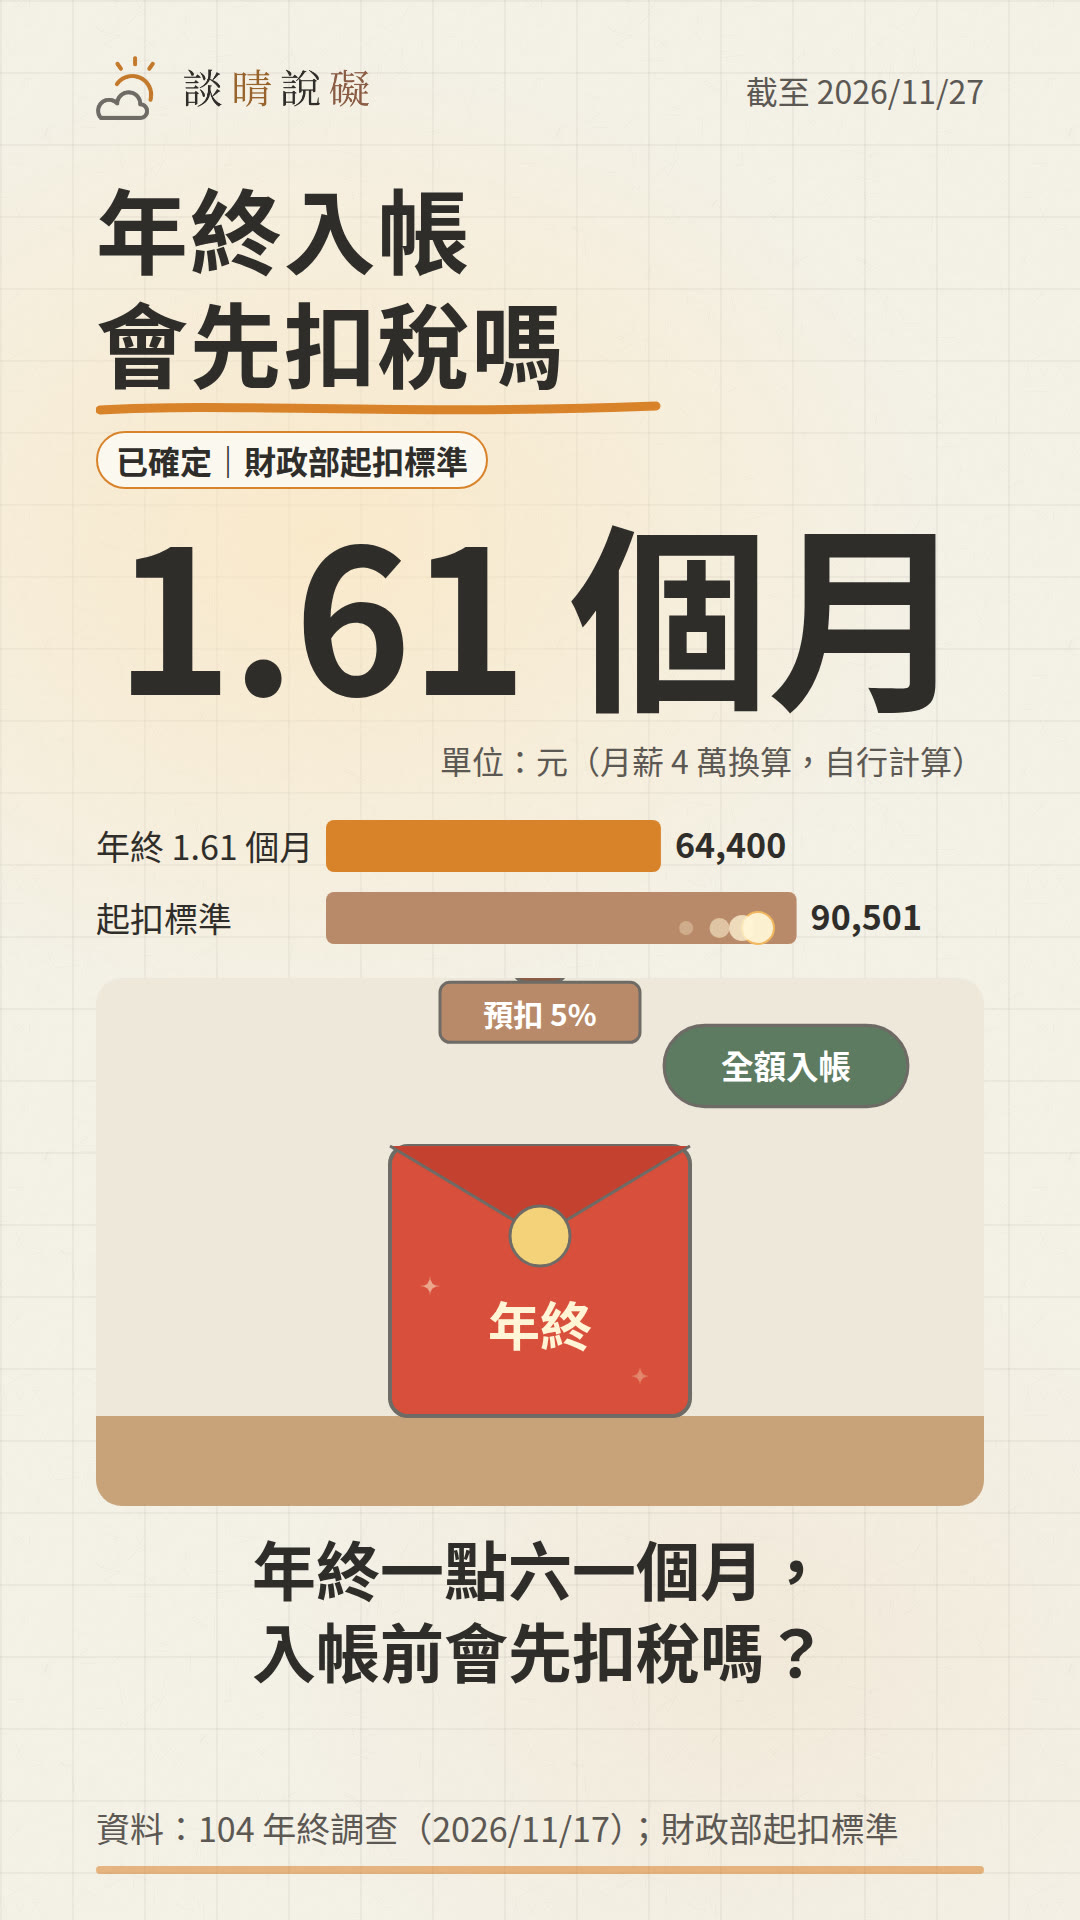 談晴說礙
截至 2026/11/27
年終入帳
會先扣稅嗎
已確定｜財政部起扣標準
1.61 個月
單位：元（月薪 4 萬換算，自行計算）
年終 1.61 個月 64,400
起扣標準 90,501
預扣 5%
全額入帳
年終
年終一點六一個月，
入帳前會先扣稅嗎？
資料：104 年終調查（2026/11/17）；財政部起扣標準